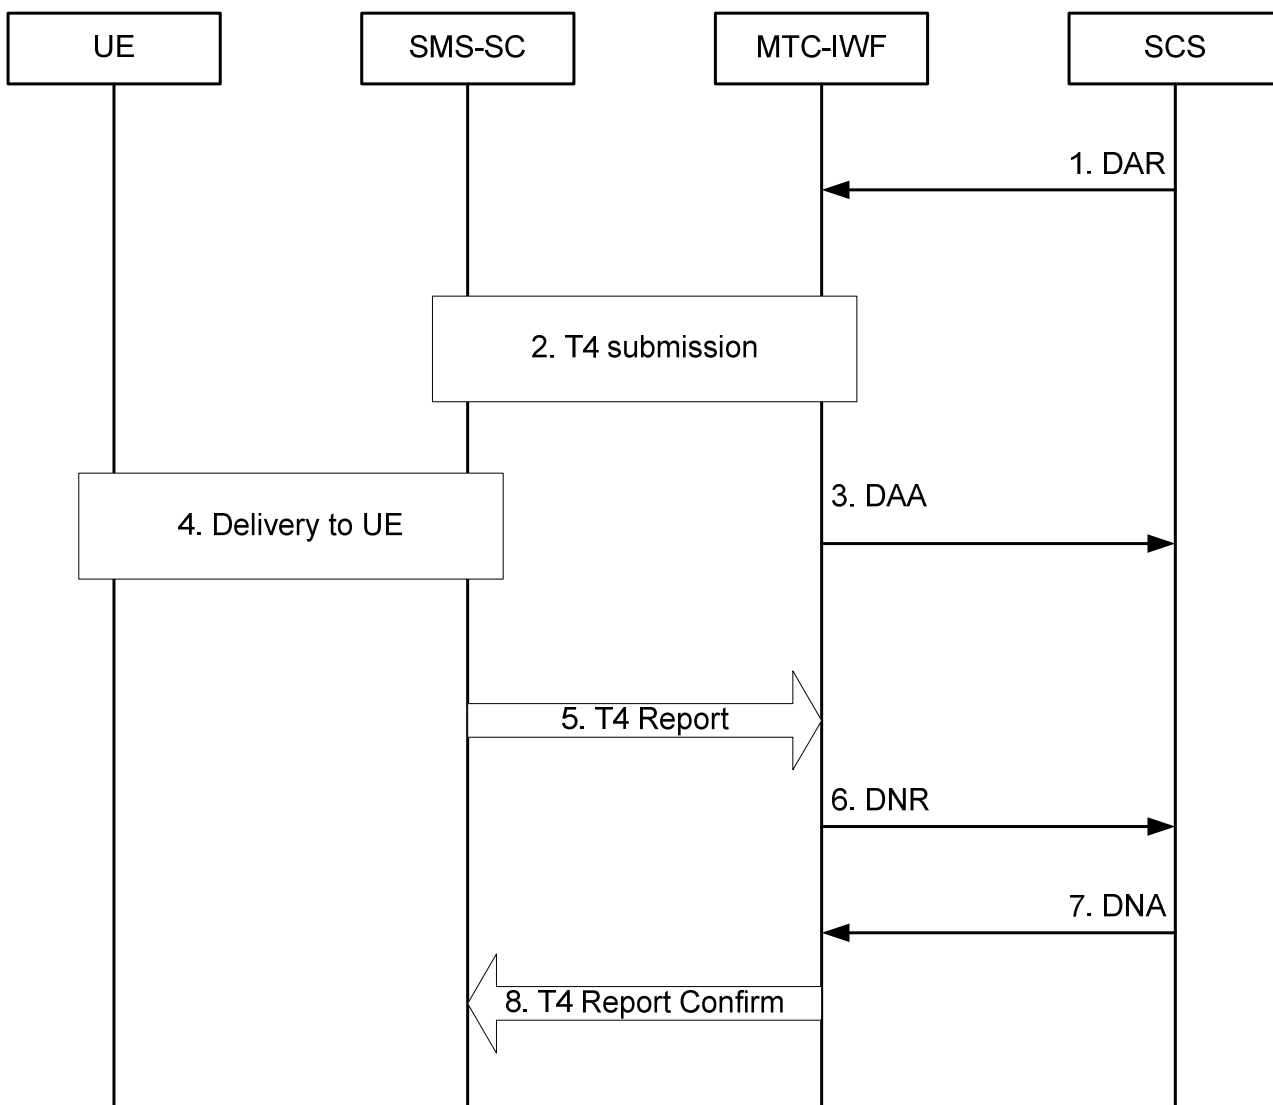 UE
SMS-SC
MTC-IWF
SCS
1. DAR
2. T4 submission
3. DAA
4. Delivery to UE
5. T4 Report
6. DNR
7. DNA
8. T4 Report Confirm